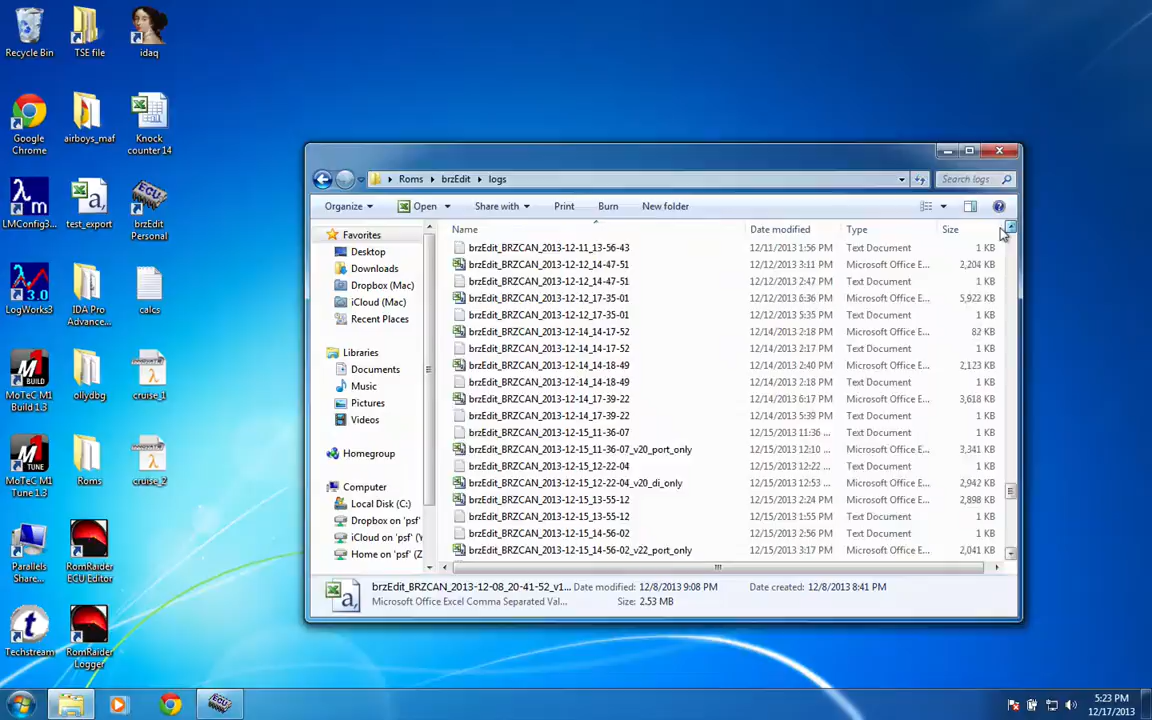 Recycle Bin
TSE file
idaq
Google
Chrome
airboys_maf
Knock
counter14
LMConfig3...
test_export
brzEdit
Personal
LogWorks3
IDA Pro
Advance...
calcs
MoTeC M1
Build 1.3
ollydbg
cruise_1
MoTeC M1
Tune 1.3
Roms
cruise_2
Parallels
Share...
RomRaider
ECU Editor
Techstream
RomRaider
Logger
Roms brzEdit logs
Search logs
Organize Open Share with Print Burn New folder
Favorites
Desktop
Downloads
Dropbox (Mac)
iCloud (Mac)
Recent Places
Libraries
Documents
Music
Pictures
Videos
Homegroup
Computer
Local Disk (C:)
Dropbox on 'psf'
iCloud on 'psf' (
Home on 'psf' (Z
Name Date modified Type Size
brzEdit_BRZCAN_2013-12-11_13-56-43 12/11/2013 1:56 PM Text Document 1 KB
brzEdit_BRZCAN_2013-12-12_14-47-51 12/12/2013 3:11 PM Microsoft Office E... 2,204 KB
brzEdit_BRZCAN_2013-12-12_14-47-51 12/12/2013 2:47 PM Text Document 1 KB
brzEdit_BRZCAN_2013-12-12_17-35-01 12/12/2013 6:36 PM Microsoft Office E... 5,922 KB
brzEdit_BRZCAN_2013-12-12_17-35-01 12/12/2013 5:35 PM Text Document 1 KB
brzEdit_BRZCAN_2013-12-14_14-17-52 12/14/2013 2:18 PM Microsoft Office E... 82 KB
brzEdit_BRZCAN_2013-12-14_14-17-52 12/14/2013 2:17 PM Text Document 1 KB
brzEdit_BRZCAN_2013-12-14_14-18-49 12/14/2013 2:40 PM Microsoft Office E... 2,123 KB
brzEdit_BRZCAN_2013-12-14_14-18-49 12/14/2013 2:18 PM Text Document 1 KB
brzEdit_BRZCAN_2013-12-14_17-39-22 12/14/2013 6:17 PM Microsoft Office E... 3,618 KB
brzEdit_BRZCAN_2013-12-14_17-39-22 12/14/2013 5:39 PM Text Document 1 KB
brzEdit_BRZCAN_2013-12-15_11-36-07 12/15/2013 11:36 ... Text Document 1 KB
brzEdit_BRZCAN_2013-12-15_11-36-07_v20_port_only 12/15/2013 12:10 ... Microsoft Office E... 3,341 KB
brzEdit_BRZCAN_2013-12-15_12-22-04 12/15/2013 12:22 ... Text Document 1 KB
brzEdit_BRZCAN_2013-12-15_12-22-04_v20_di_only 12/15/2013 12:53 ... Microsoft Office E... 2,942 KB
brzEdit_BRZCAN_2013-12-15_13-55-12 12/15/2013 2:24 PM Microsoft Office E... 2,898 KB
brzEdit_BRZCAN_2013-12-15_13-55-12 12/15/2013 1:55 PM Text Document 1 KB
brzEdit_BRZCAN_2013-12-15_14-56-02 12/15/2013 2:56 PM Text Document 1 KB
brzEdit_BRZCAN_2013-12-15_14-56-02_v22_port_only 12/15/2013 3:17 PM Microsoft Office E... 2,041 KB
brzEdit_BRZCAN_2013-12-08_20-41-52_v1... Date modified: 12/8/2013 9:08 PM Date created: 12/8/2013 8:41 PM
Microsoft Office Excel Comma Separated Val... Size: 2.53 MB
5:23 PM
12/17/2013